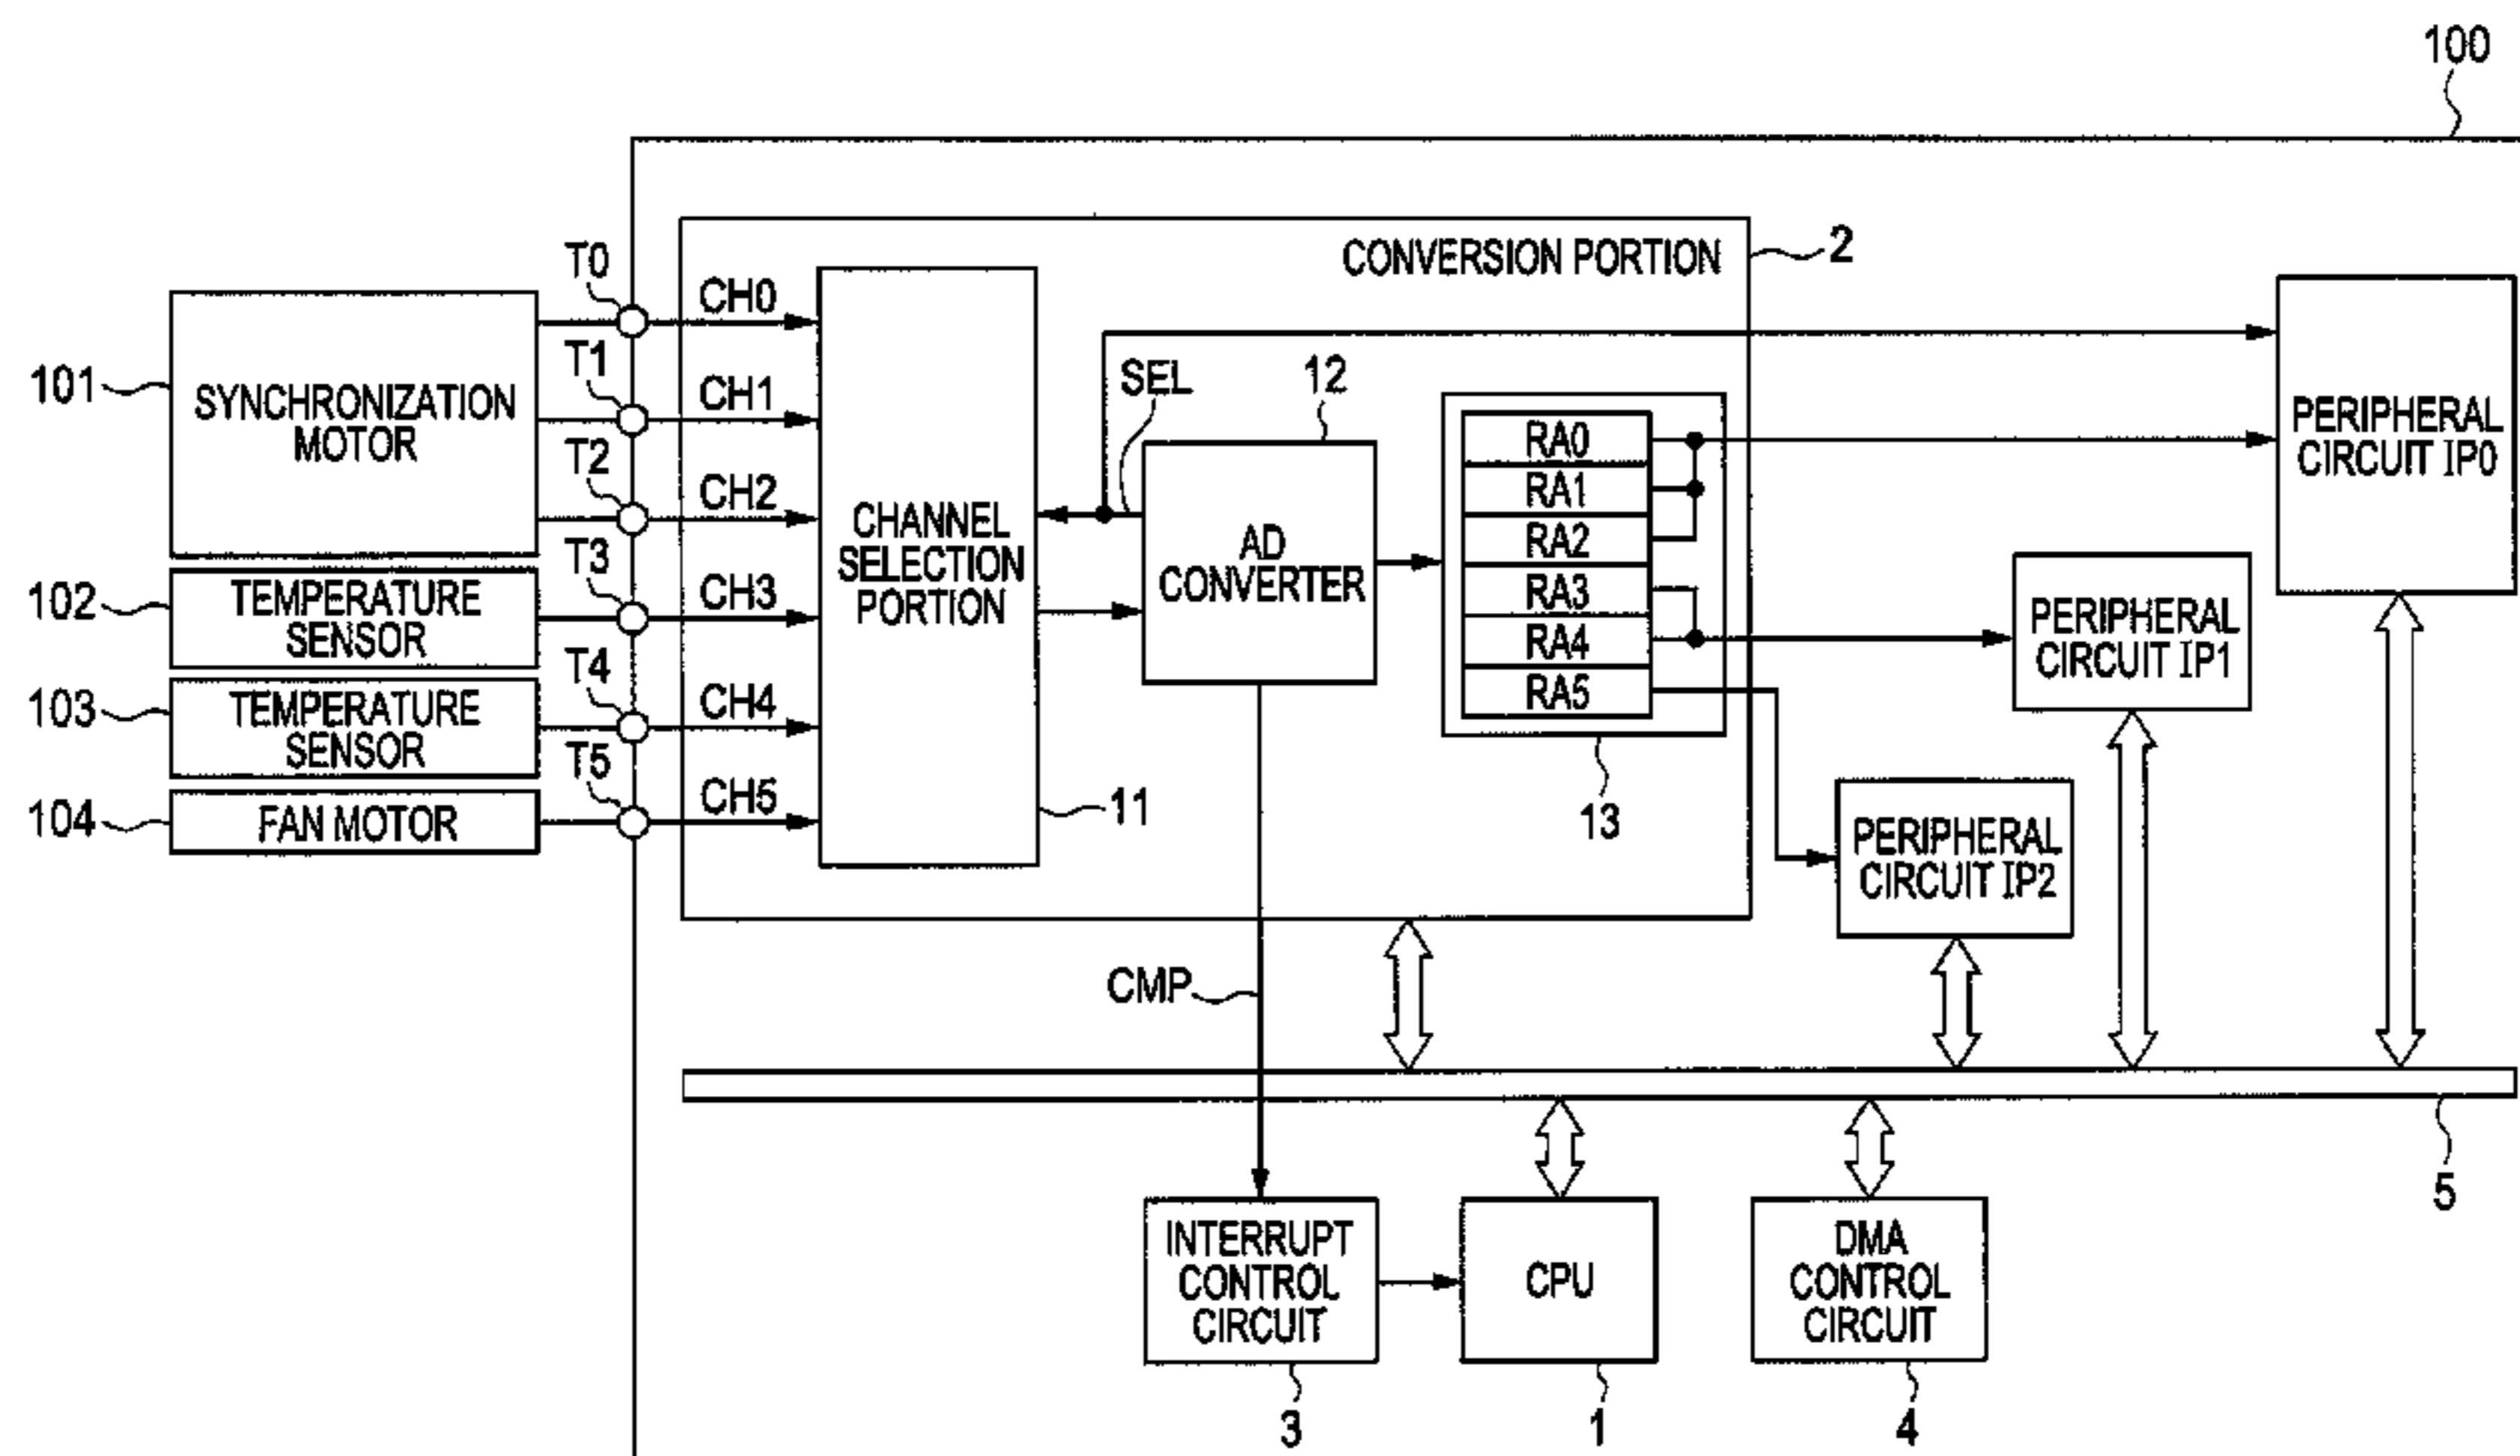 100
CONVERSION PORTION
2
T0
CH0
T1
CH1
T2
CH2
T3
CH3
T4
CH4
T5
CH5
101
SYNCHRONIZATION
MOTOR
102
TEMPERATURE
SENSOR
103
TEMPERATURE
SENSOR
104
FAN MOTOR
CHANNEL
SELECTION
PORTION
11
SEL
12
AD
CONVERTER
RA0
RA1
RA2
RA3
RA4
RA5
13
PERIPHERAL
CIRCUIT IP0
PERIPHERAL
CIRCUIT IP1
PERIPHERAL
CIRCUIT IP2
CMP
5
INTERRUPT
CONTROL
CIRCUIT
CPU
DMA
CONTROL
CIRCUIT
3
1
4